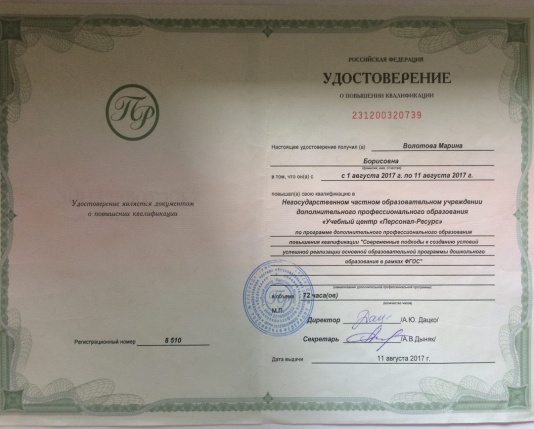 ПР
Удостоверение является документом
о повышении квалификации
Регистрационный номер 8 510
РОССИЙСКАЯ ФЕДЕРАЦИЯ
УДОСТОВЕРЕНИЕ
О ПОВЫШЕНИИ КВАЛИФИКАЦИИ
231200320739
Настоящее удостоверение получил (а) Волотова Марина
Борисовна
(фамилия, имя, отчество)
в том, что он(а) с с 1 августа 2017 г. по 11 августа 2017 г.
повышал(а) свою квалификацию в
Негосударственном частном образовательном учреждении
дополнительного профессионального образования
«Учебный центр «Персонал-Ресурс»
по программе дополнительного профессионального образования
повышения квалификации "Современные подходы к созданию условий
успешной реализации основной образовательной программы дошкольного
образования в рамках ФГОС"
(наименование дополнительной профессиональной программы)
в объёме 72 часа(ов)
(количество часов)
М.П.
Директор /А.Ю. Дацко/
Секретарь /А.В.Дыняк/
Дата выдачи 11 августа 2017 г.